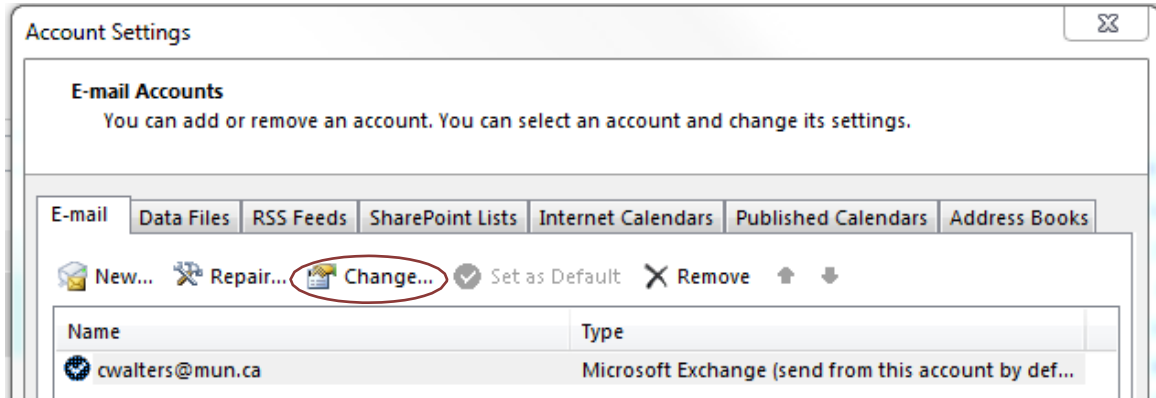 Account Settings
E-mail Accounts
You can add or remove an account. You can select an account and change its settings.
E-mail Data Files RSS Feeds SharePoint Lists Internet Calendars Published Calendars Address Books
New... Repair... Change... Set as Default Remove
Name Type
cwalters@mun.ca Microsoft Exchange (send from this account by def...